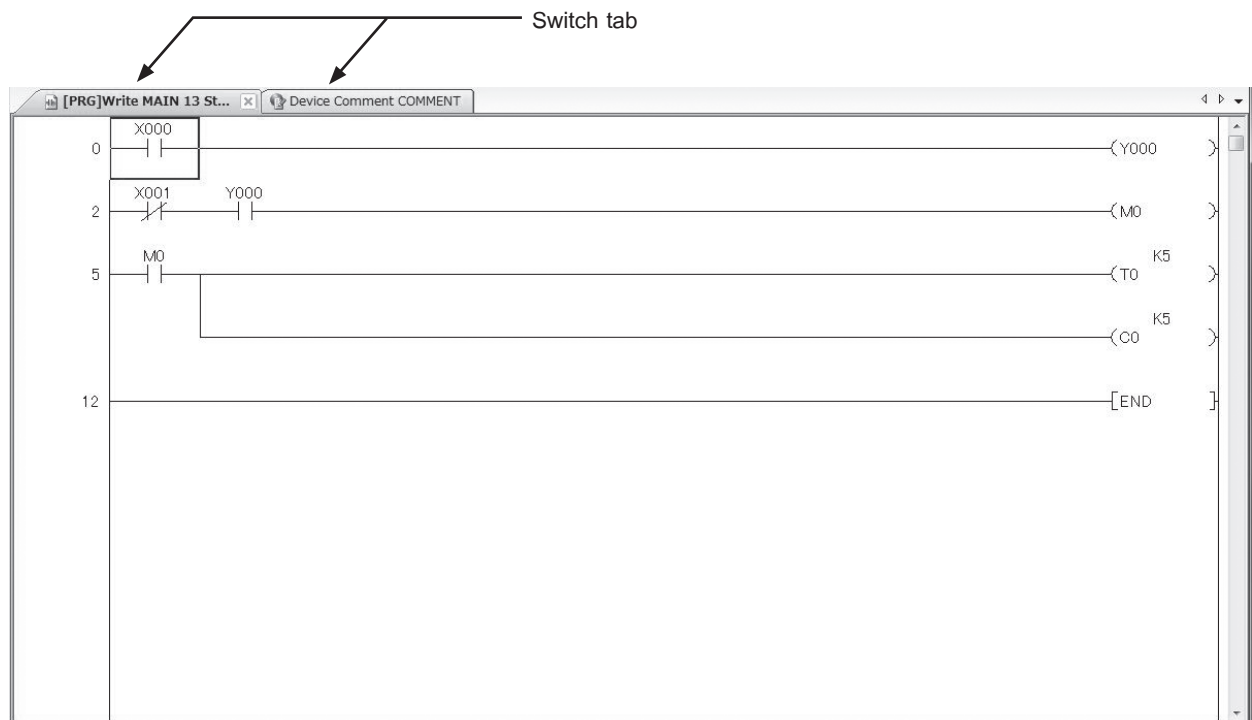 Switch tab
[PRG]Write MAIN 13 St... Device Comment COMMENT
X000
0 Y000
X001 Y000
2 M0
M0 K5
5 T0
K5
C0
12 END